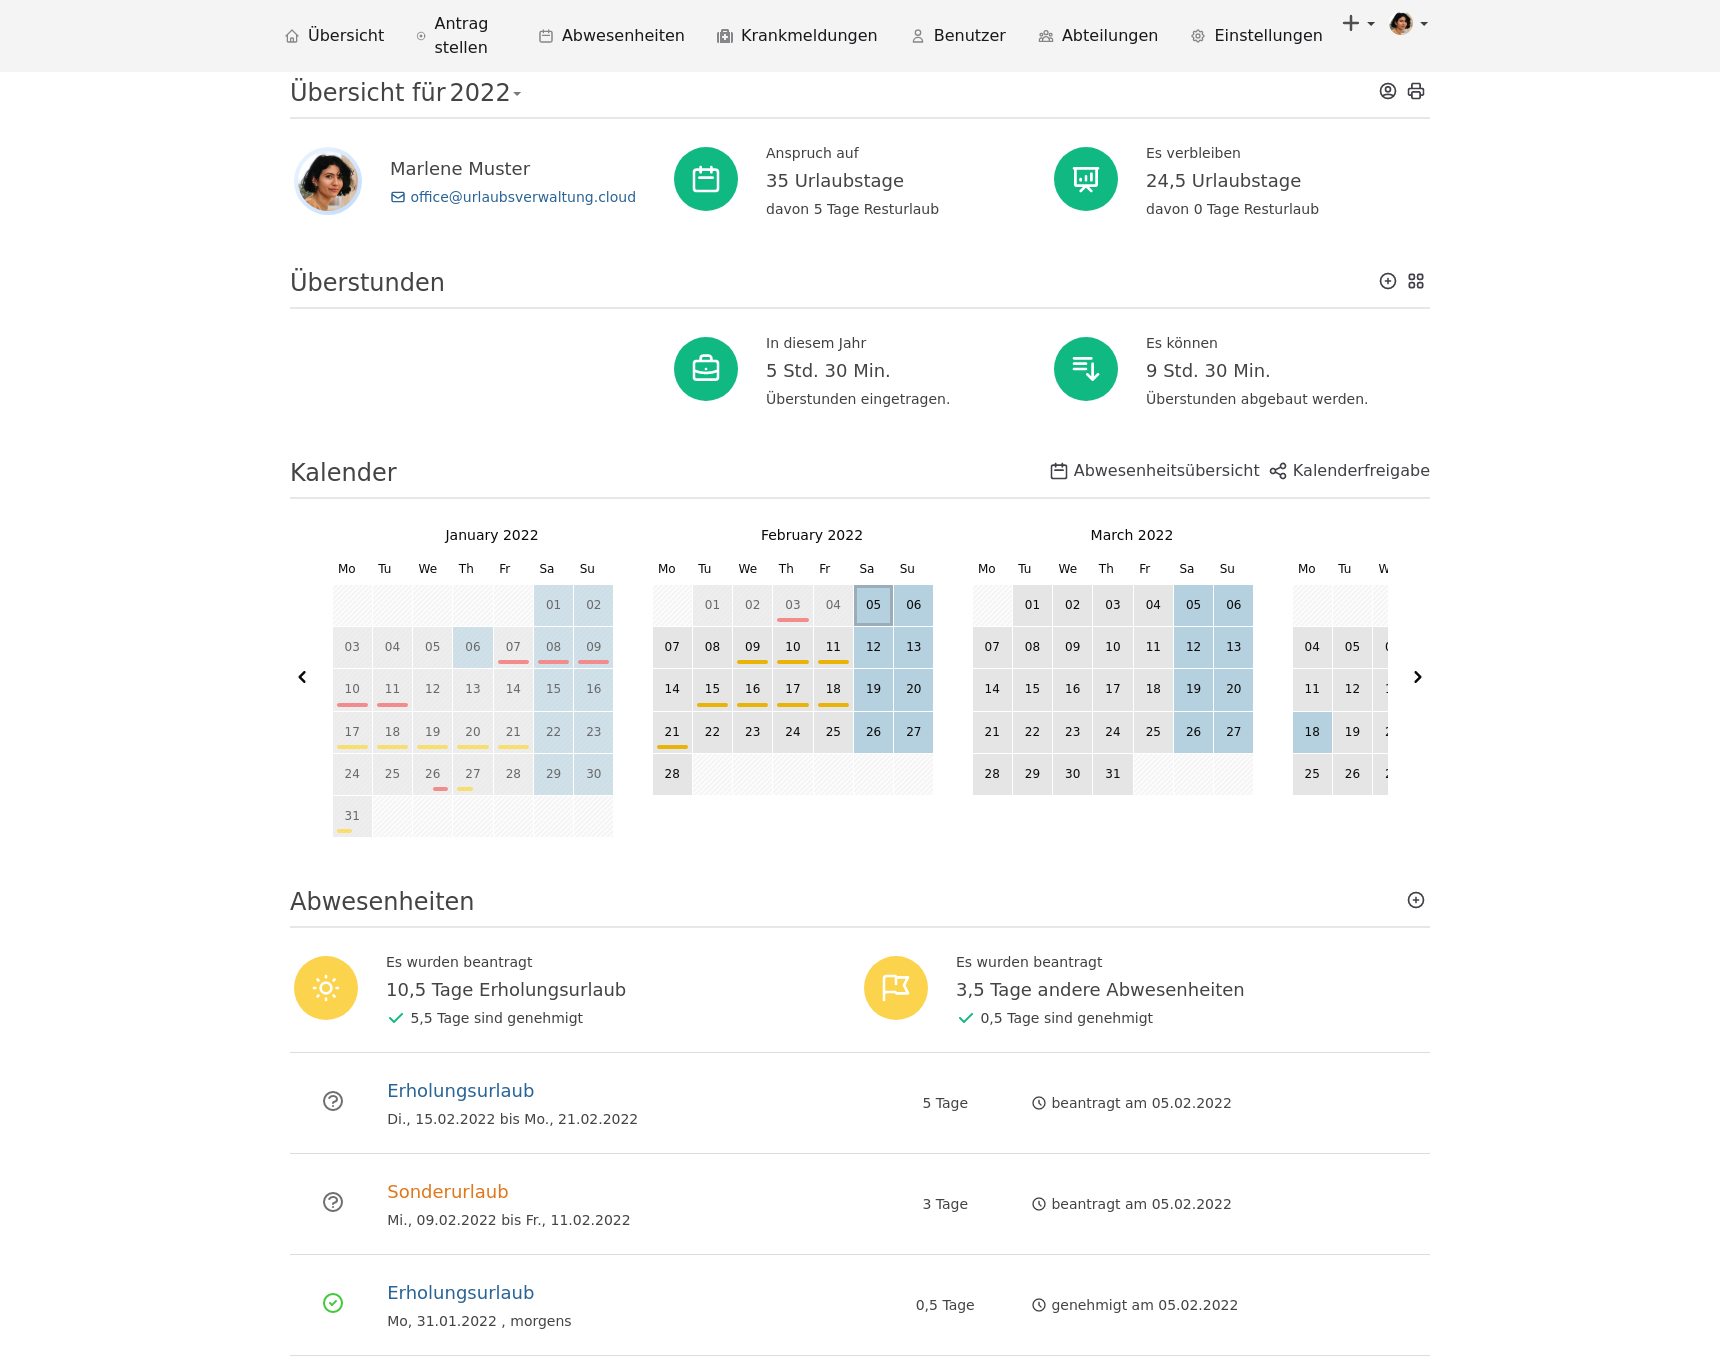 Übersicht
Antrag stellen
Abwesenheiten
Krankmeldungen
Benutzer
Abteilungen
Einstellungen
Übersicht für 2022
Marlene Muster
office@urlaubsverwaltung.cloud
Anspruch auf
35 Urlaubstage
davon 5 Tage Resturlaub
Es verbleiben
24,5 Urlaubstage
davon 0 Tage Resturlaub
Überstunden
In diesem Jahr
5 Std. 30 Min.
Überstunden eingetragen.
Es können
9 Std. 30 Min.
Überstunden abgebaut werden.
Kalender
Abwesenheitsübersicht
Kalenderfreigabe
January 2022
Mo Tu We Th Fr Sa Su
01 02
03 04 05 06 07 08 09
10 11 12 13 14 15 16
17 18 19 20 21 22 23
24 25 26 27 28 29 30
31
February 2022
Mo Tu We Th Fr Sa Su
01 02 03 04 05 06
07 08 09 10 11 12 13
14 15 16 17 18 19 20
21 22 23 24 25 26 27
28
March 2022
Mo Tu We Th Fr Sa Su
01 02 03 04 05 06
07 08 09 10 11 12 13
14 15 16 17 18 19 20
21 22 23 24 25 26 27
28 29 30 31
Mo Tu
04 05
11 12
18 19
25 26
Abwesenheiten
Es wurden beantragt
10,5 Tage Erholungsurlaub
5,5 Tage sind genehmigt
Es wurden beantragt
3,5 Tage andere Abwesenheiten
0,5 Tage sind genehmigt
Erholungsurlaub
Di., 15.02.2022 bis Mo., 21.02.2022
5 Tage
beantragt am 05.02.2022
Sonderurlaub
Mi., 09.02.2022 bis Fr., 11.02.2022
3 Tage
beantragt am 05.02.2022
Erholungsurlaub
Mo, 31.01.2022 , morgens
0,5 Tage
genehmigt am 05.02.2022